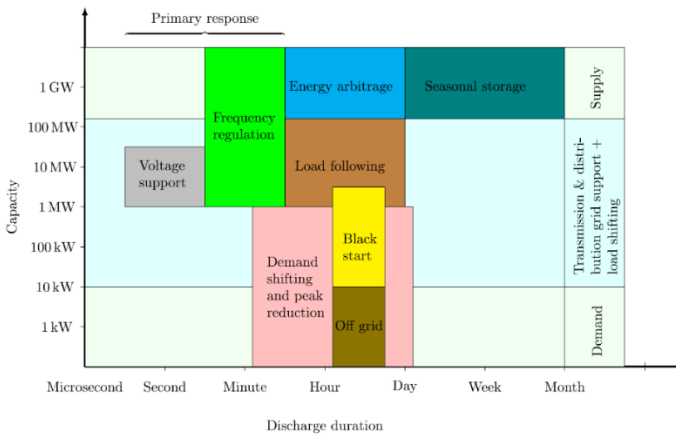 Primary response
Capacity
1 GW
100 MW
10 MW
1 MW
100 kW
10 kW
1 kW
Energy arbitrage
Seasonal storage
Frequency
regulation
Voltage
support
Load following
Black
start
Demand
shifting
and peak
reduction
Off grid
Supply
Transmission & distri-
bution grid support +
load shifting
Demand
Microsecond
Second
Minute
Hour
Day
Week
Month
Discharge duration